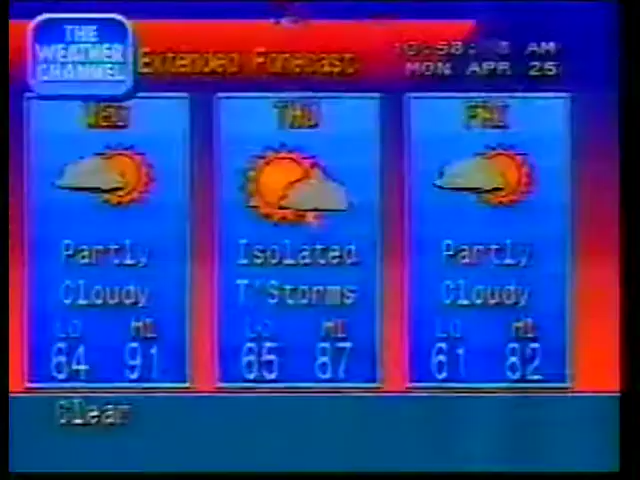 THE
WEATHER
CHANNEL
Extended Forecast
AM
MON APR 25
WED
THU
FRI
Partly
Cloudy
Isolated
T'Storms
Partly
Cloudy
LO HI
64 91
LO HI
65 87
LO HI
61 82
Clear